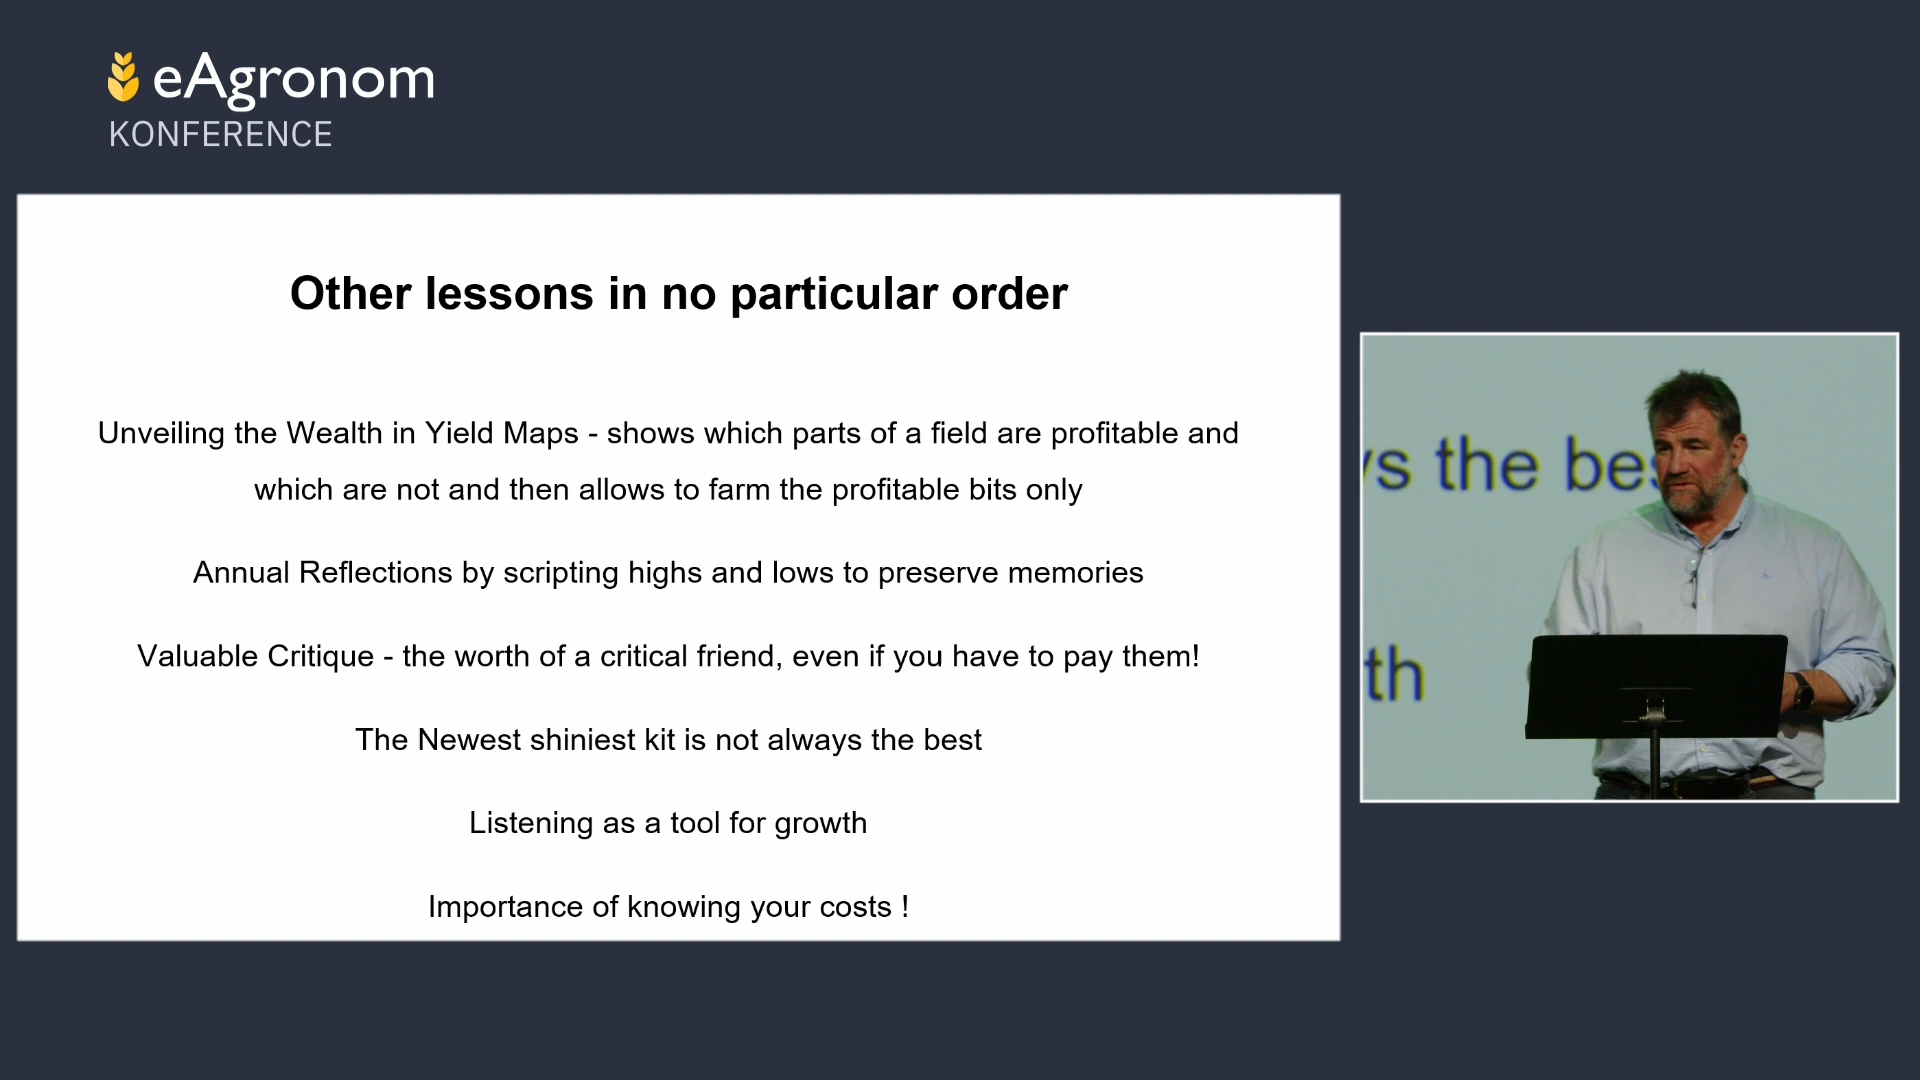 eAgronom
KONFERENCE
Other lessons in no particular order
Unveiling the Wealth in Yield Maps - shows which parts of a field are profitable and
which are not and then allows to farm the profitable bits only
Annual Reflections by scripting highs and lows to preserve memories
Valuable Critique - the worth of a critical friend, even if you have to pay them!
The Newest shiniest kit is not always the best
Listening as a tool for growth
Importance of knowing your costs !
ys the bes
th